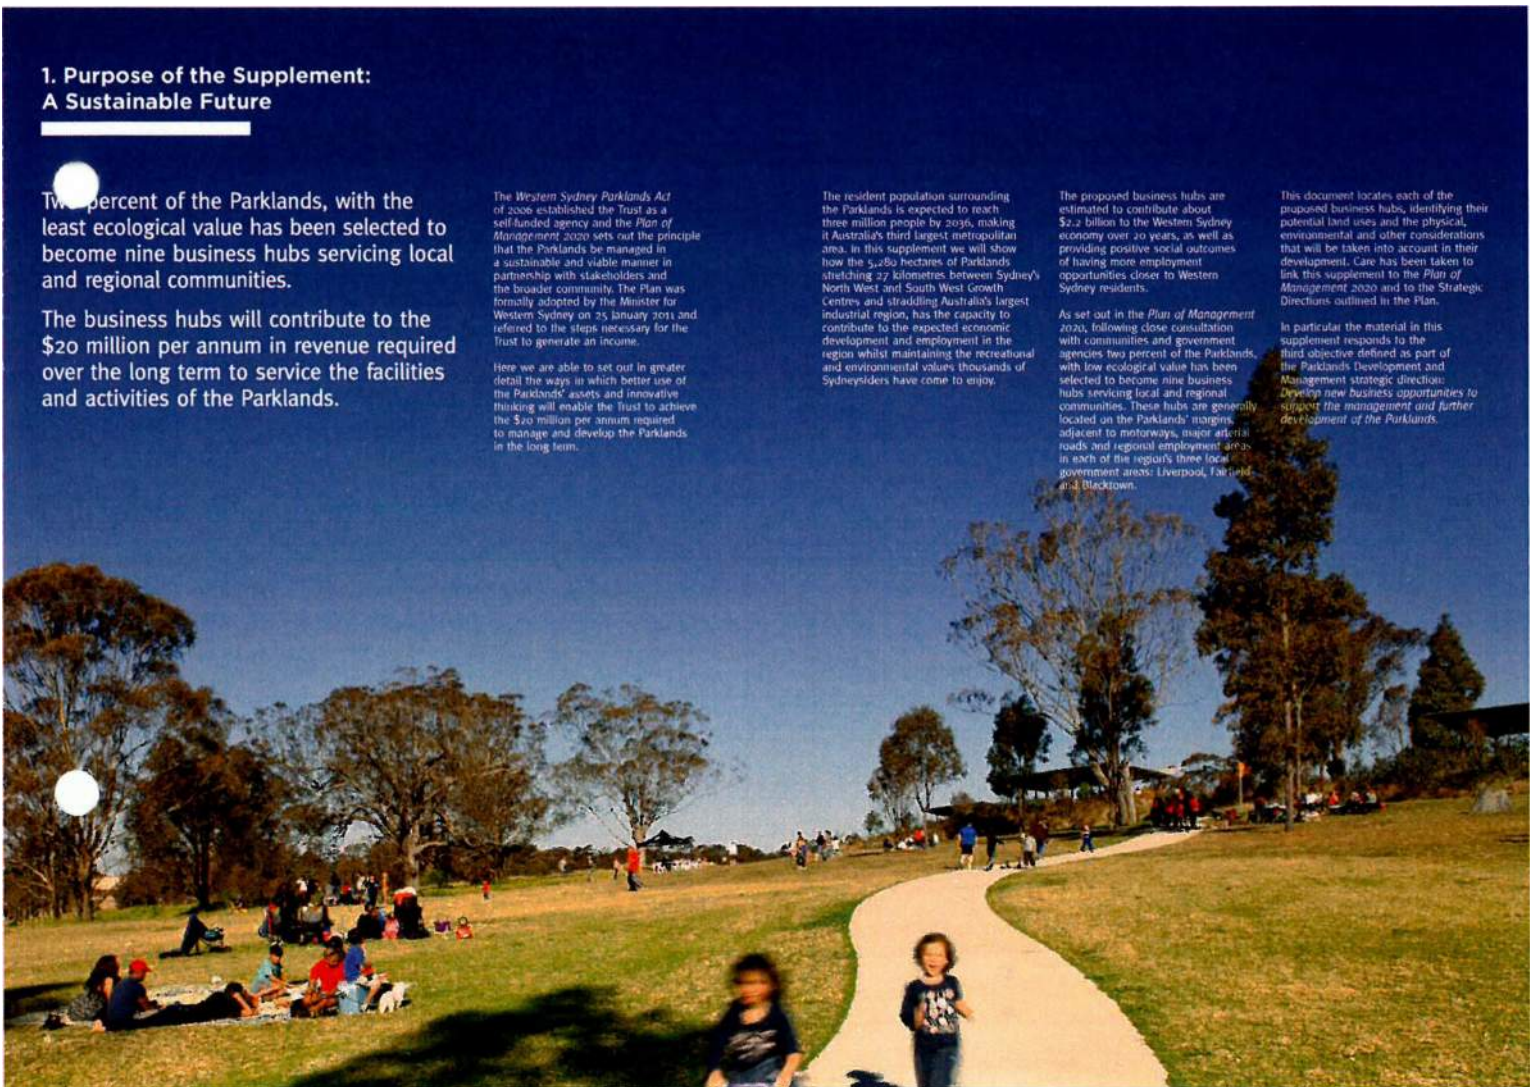 1. Purpose of the Supplement:
A Sustainable Future
Two percent of the Parklands, with the
least ecological value has been selected to
become nine business hubs servicing local
and regional communities.
The business hubs will contribute to the
$20 million per annum in revenue required
over the long term to service the facilities
and activities of the Parklands.
The Western Sydney Parklands Act
of 2006 established the Trust as a
self-funded agency and the Plan of
Management 2020 sets out the principle
that the Parklands be managed in
a sustainable and viable manner in
partnership with stakeholders and
the broader community. The Plan was
formally adopted by the Minister for
Western Sydney on 25 January 2011 and
referred to the steps necessary for the
Trust to generate an income.
Here we are able to set out in greater
detail the ways in which better use of
the Parklands' assets and innovative
thinking will enable the Trust to achieve
the $20 million per annum required
to manage and develop the Parklands
in the long term.
The resident population surrounding
the Parklands is expected to reach
three million people by 2036, making
it Australia's third largest metropolitan
area. In this supplement we will show
how the 5,280 hectares of Parklands
stretching 27 kilometres between Sydney's
North West and South West Growth
Centres and straddling Australia's largest
industrial region, has the capacity to
contribute to the expected economic
development and employment in the
region whilst maintaining the recreational
and environmental values thousands of
Sydneysiders have come to enjoy.
The proposed business hubs are
estimated to contribute about
$2.2 billion to the Western Sydney
economy over 20 years, as well as
providing positive social outcomes
of having more employment
opportunities closer to Western
Sydney residents.
As set out in the Plan of Management
2020, following close consultation
with communities and government
agencies two percent of the Parklands,
with low ecological value has been
selected to become nine business
hubs servicing local and regional
communities. These hubs are generally
located on the Parklands' margins,
adjacent to motorways, major arterial
roads and regional employment areas
in each of the region's three local
government areas: Liverpool, Fairfield
and Blacktown.
This document locates each of the
proposed business hubs, identifying their
potential land uses and the physical,
environmental and other considerations
that will be taken into account in their
development. Care has been taken to
link this supplement to the Plan of
Management 2020 and to the Strategic
Directions outlined in the Plan.
In particular the material in this
supplement responds to the
third objective defined as part of
the Parklands Development and
Management strategic direction:
Develop new business opportunities to
support the management and further
development of the Parklands.